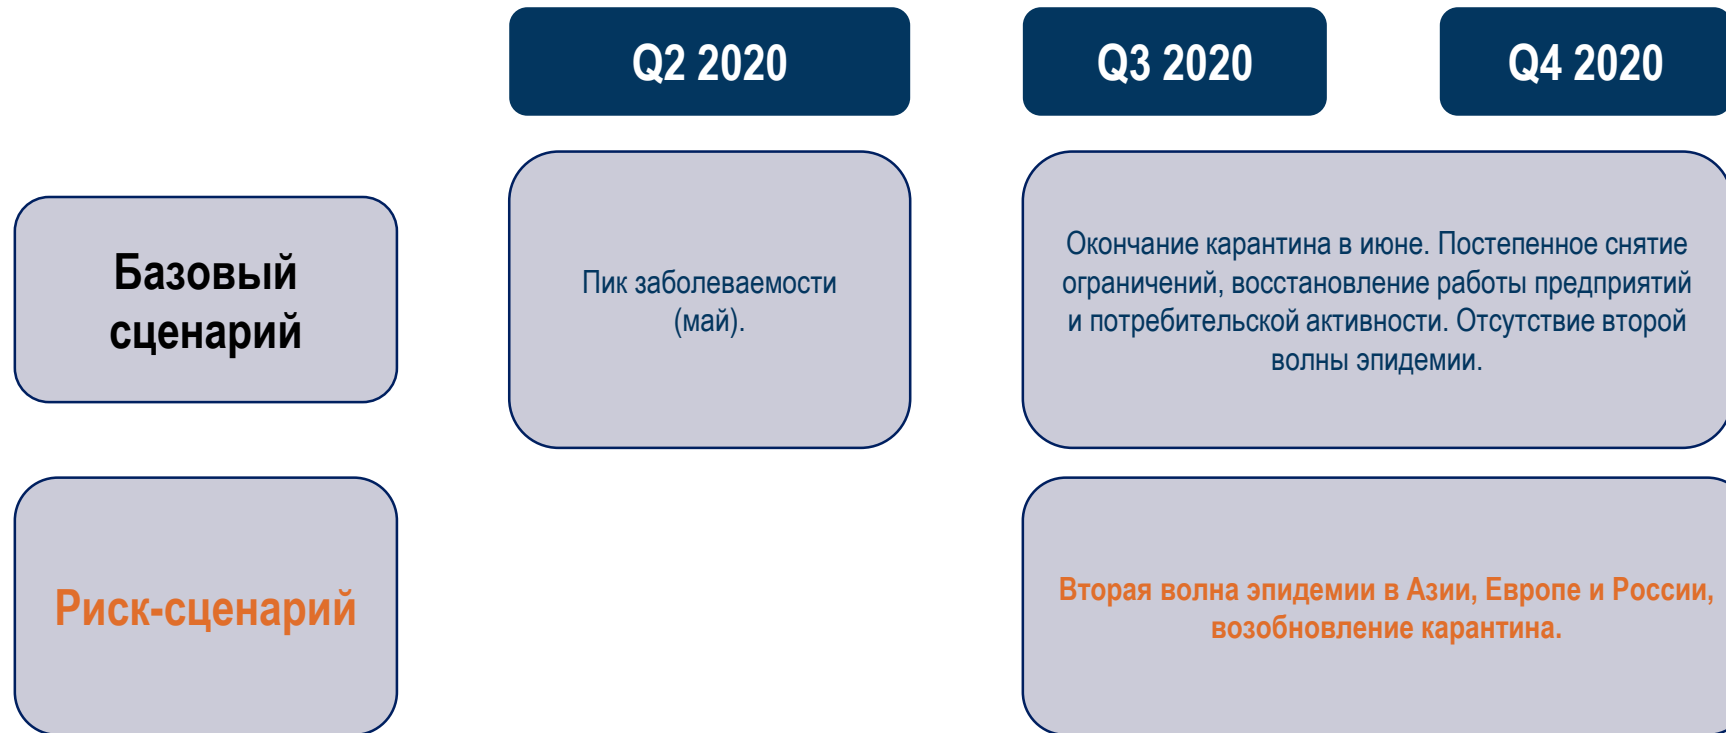 Q2 2020
Q3 2020
Q4 2020
Базовый
сценарий
Пик заболеваемости
(май).
Окончание карантина в июне. Постепенное снятие
ограничений, восстановление работы предприятий
и потребительской активности. Отсутствие второй
волны эпидемии.
Риск-сценарий
Вторая волна эпидемии в Азии, Европе и России,
возобновление карантина.